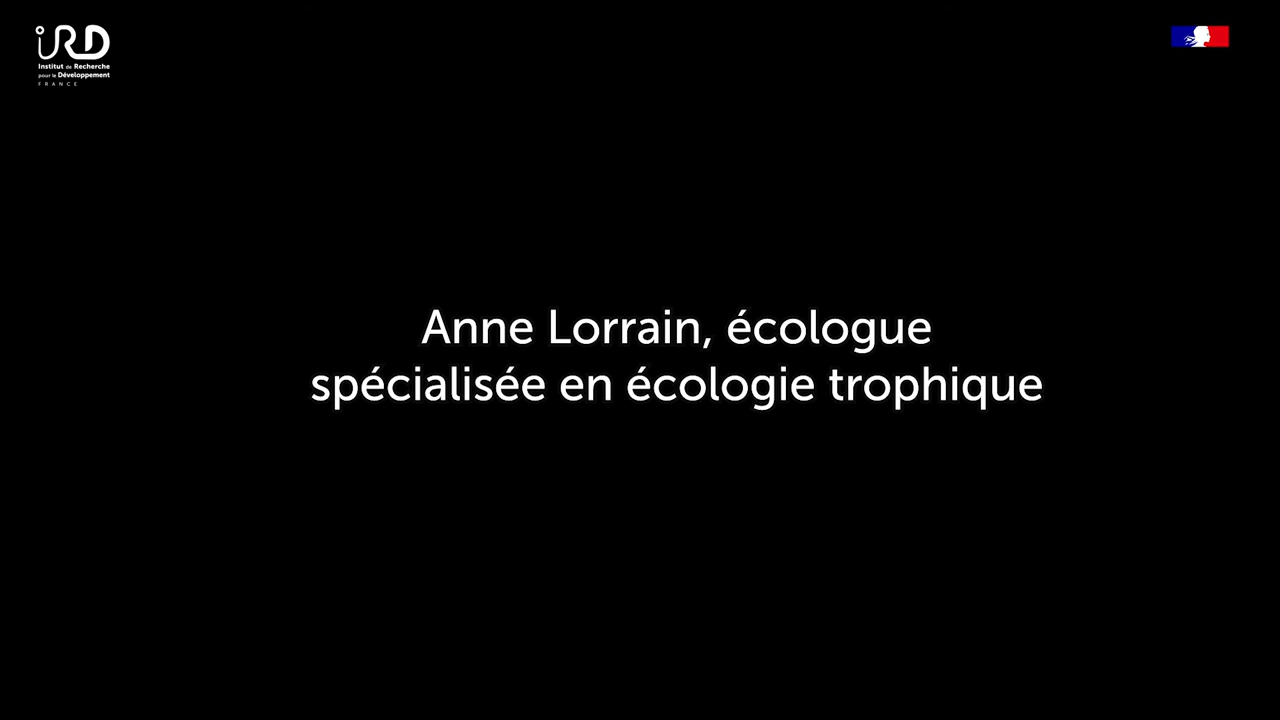 iRD
Institut de Recherche
pour le Développement
FRANCE
Anne Lorrain, écologue
spécialisée en écologie trophique